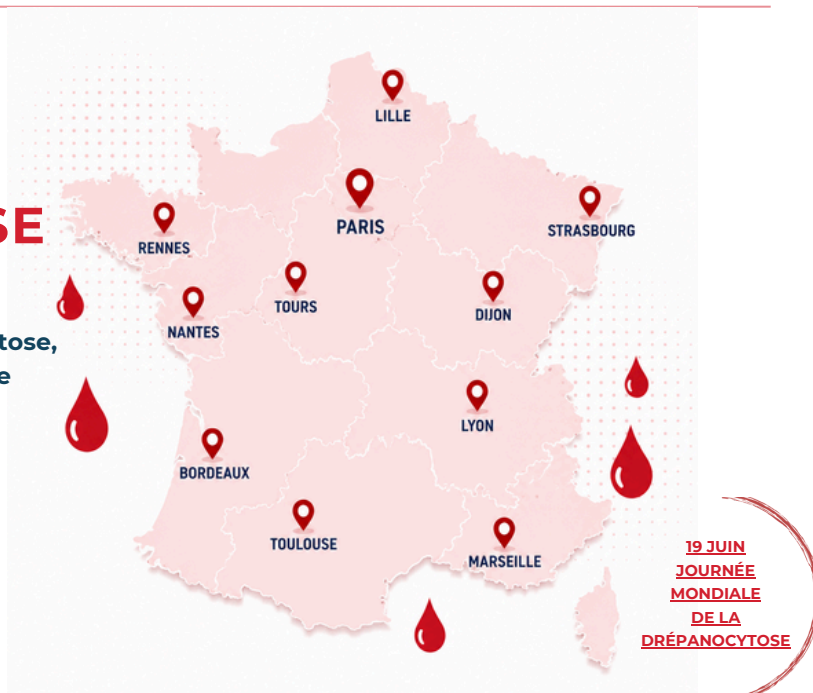 LILLE
PARIS
SE
STRASBOURG
RENNES
TOURS
DIJON
NANTES
tose,
e
LYON
BORDEAUX
TOULOUSE
MARSEILLE
19 JUIN
JOURNÉE
MONDIALE
DE LA
DRÉPANOCYTOSE